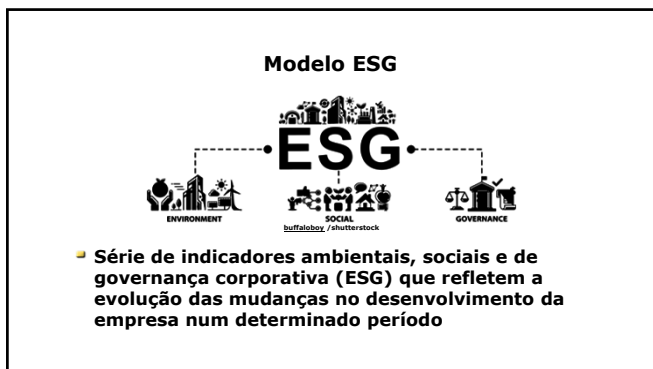 Modelo ESG
ESG
ENVIRONMENT
SOCIAL
GOVERNANCE
buffaloboy /shutterstock
Série de indicadores ambientais, sociais e de
governança corporativa (ESG) que refletem a
evolução das mudanças no desenvolvimento da
empresa num determinado período